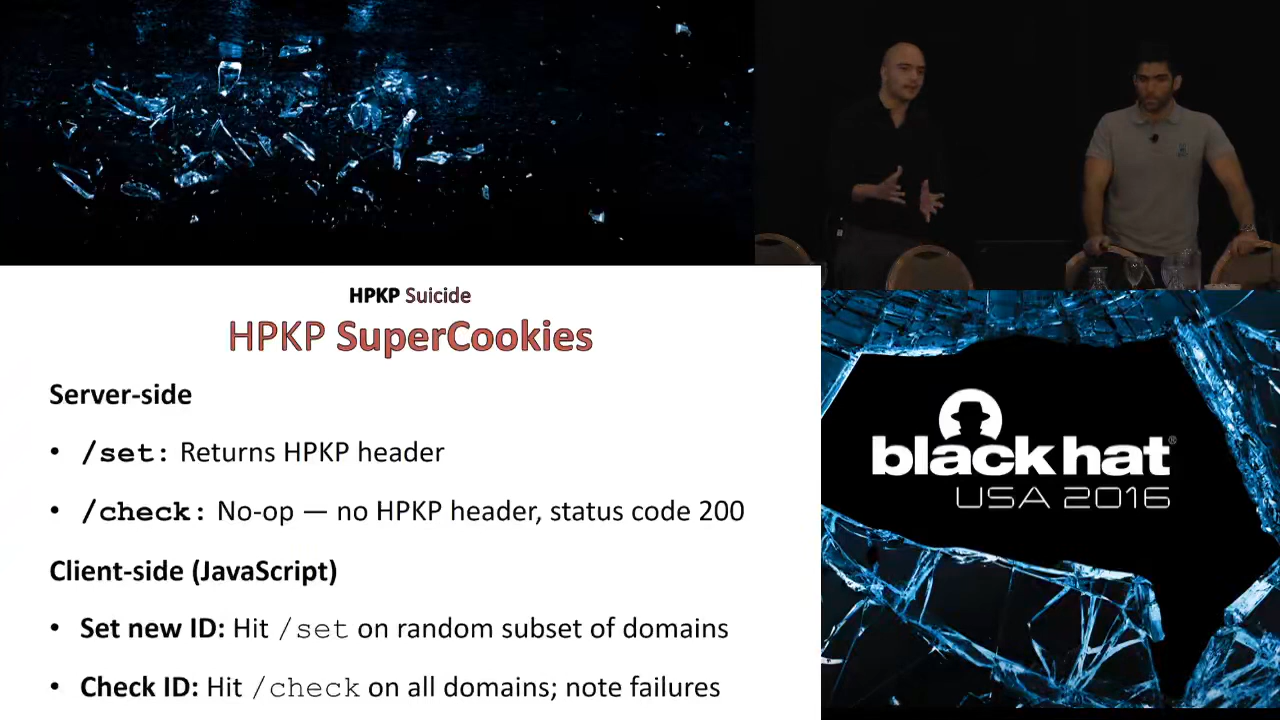 HPKP Suicide
HPKP SuperCookies
Server-side
• /set: Returns HPKP header
• /check: No-op — no HPKP header, status code 200
Client-side (JavaScript)
• Set new ID: Hit /set on random subset of domains
• Check ID: Hit /check on all domains; note failures
black hat®
USA 2016